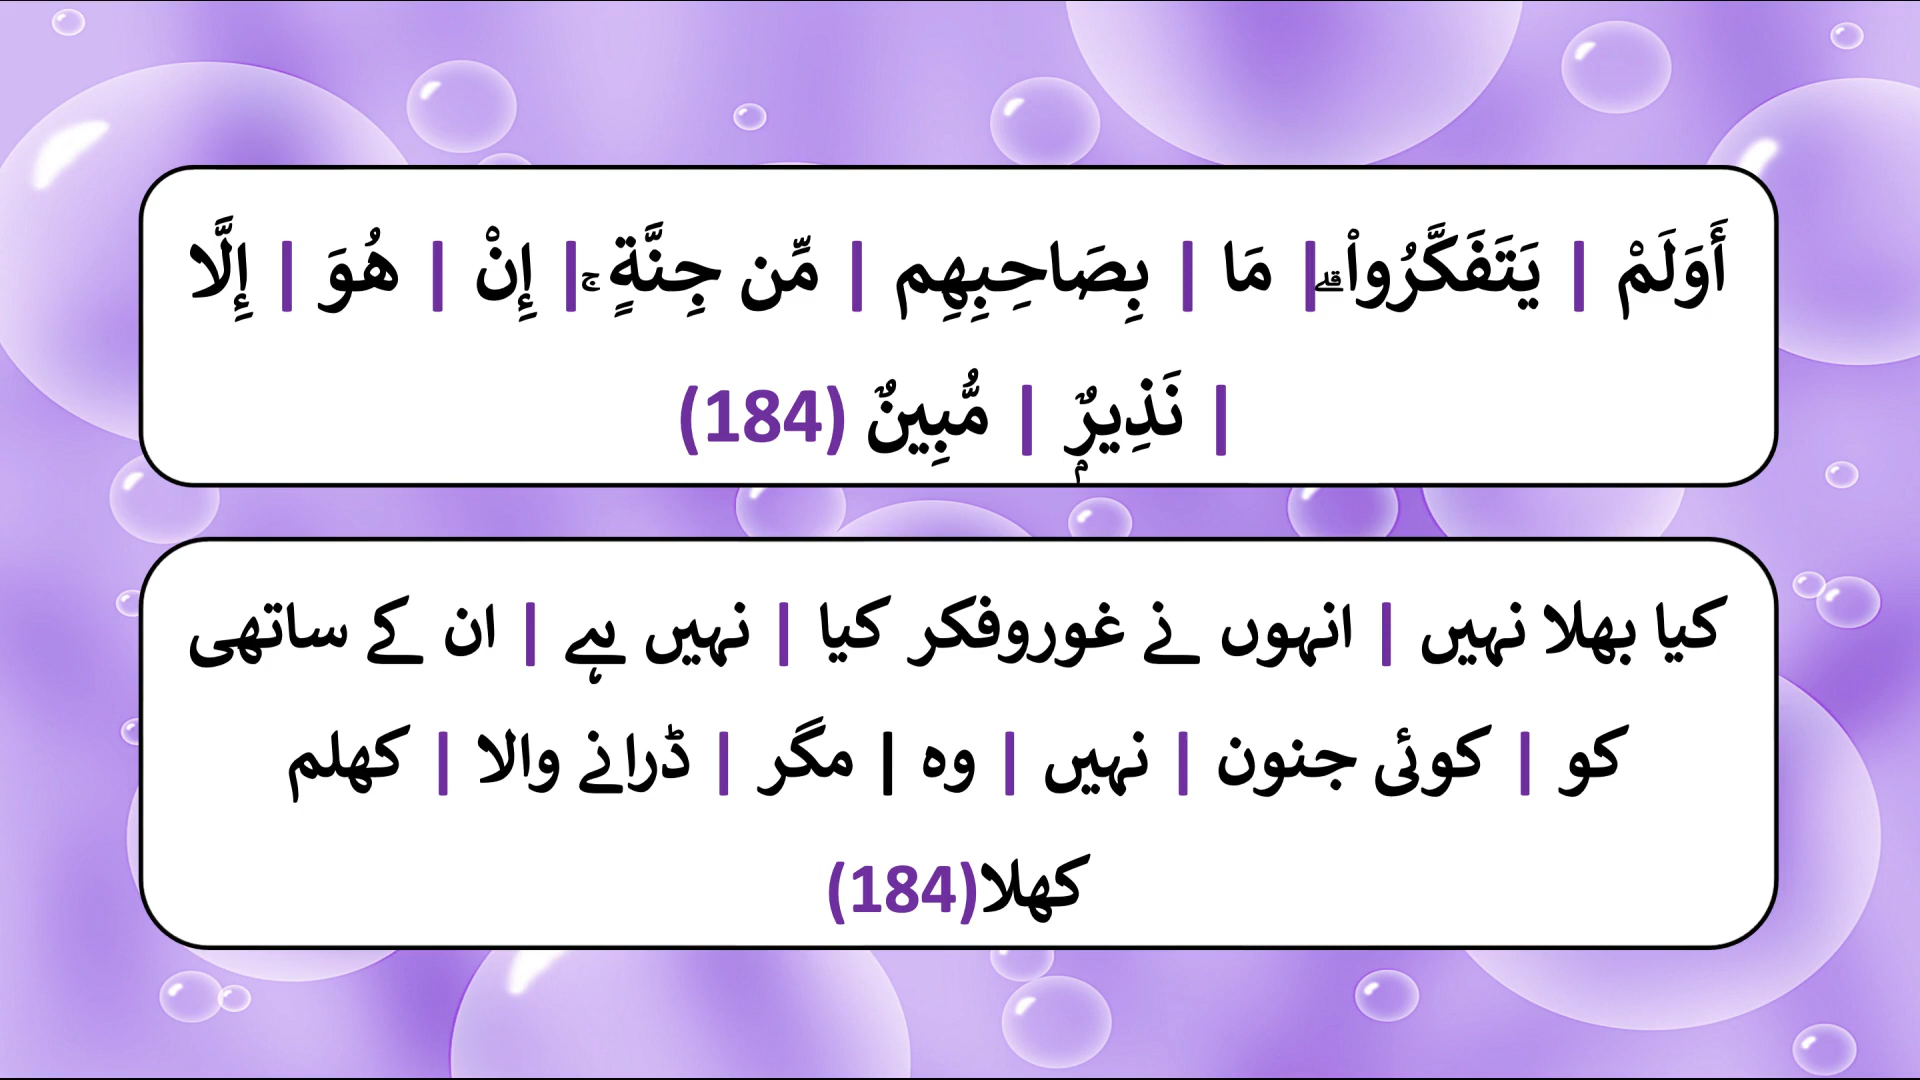 أَوَلَمْ | يَتَفَكَّرُوا۟ ۗ| مَا | بِصَاحِبِهِم | مِّن جِنَّةٍ ۚ| إِنْ | هُوَ | إِلَّا
| نَذِيرٌۭ | مُّبِينٌ (184)
کیا بھلا نہیں | انہوں نے غوروفکر کیا | نہیں ہے | ان کے ساتھی
کو | کوئی جنون | نہیں | وہ | مگر | ڈرانے والا | کھلم
کھلا(184)